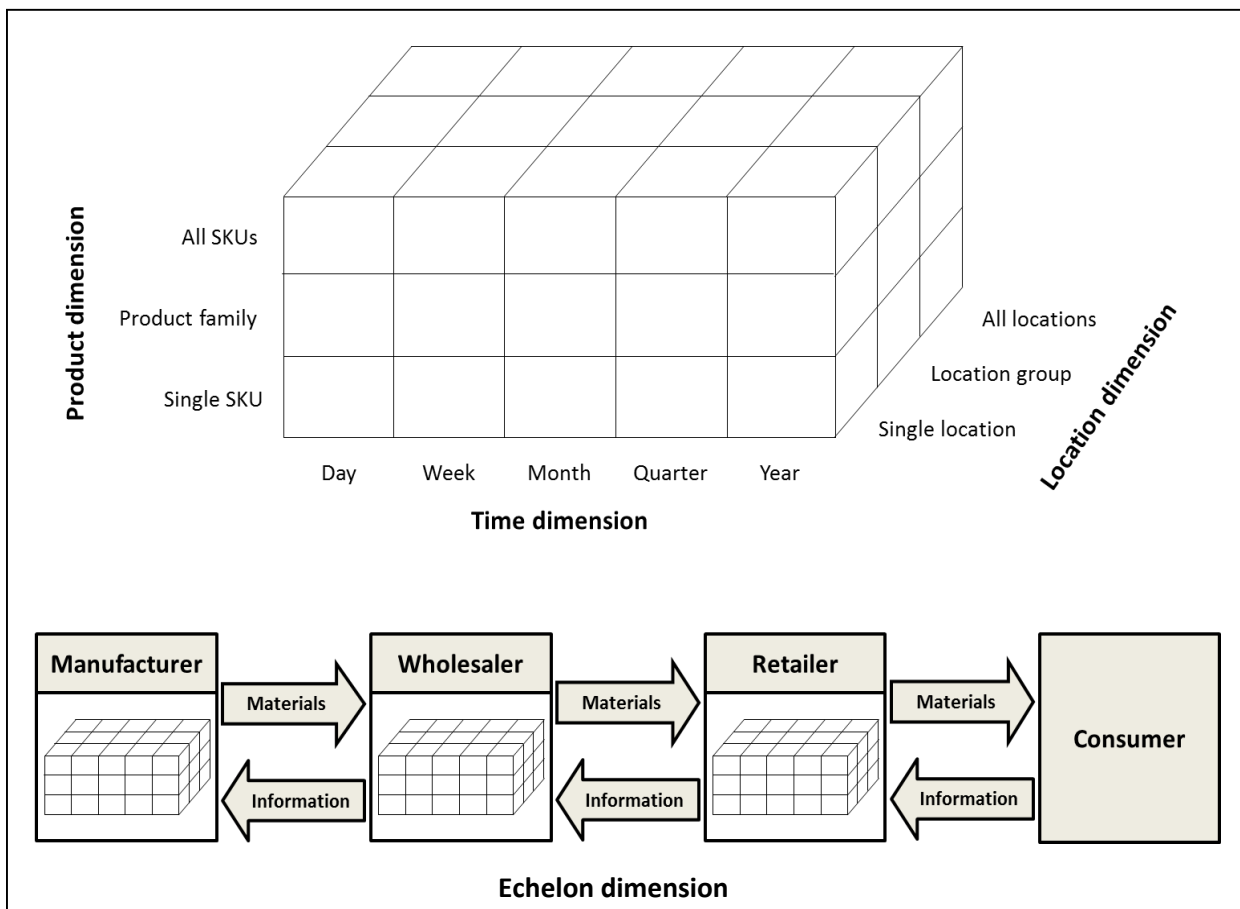 Product dimension
All SKUs
Product family
Single SKU
Day Week Month Quarter Year
Time dimension
All locations
Location group
Single location
Location dimension
Manufacturer
Wholesaler
Retailer
Consumer
Materials
Materials
Materials
Information
Information
Information
Echelon dimension